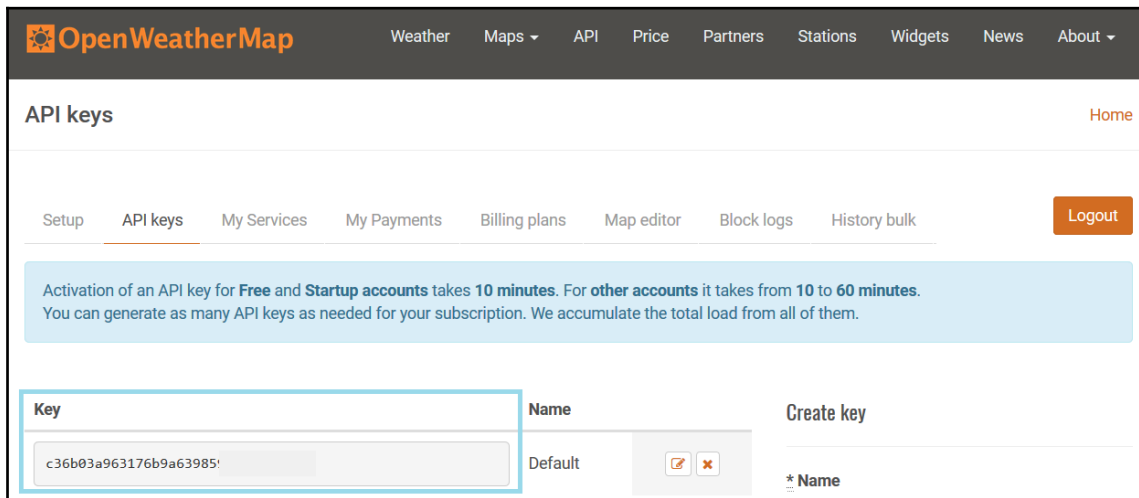 OpenWeatherMap Weather Maps API Price Partners Stations Widgets News About
API keys Home
Setup API keys My Services My Payments Billing plans Map editor Block logs History bulk Logout
Activation of an API key for Free and Startup accounts takes 10 minutes. For other accounts it takes from 10 to 60 minutes.
You can generate as many API keys as needed for your subscription. We accumulate the total load from all of them.
Key Name Create key
c36b03a963176b9a63985 Default
* Name